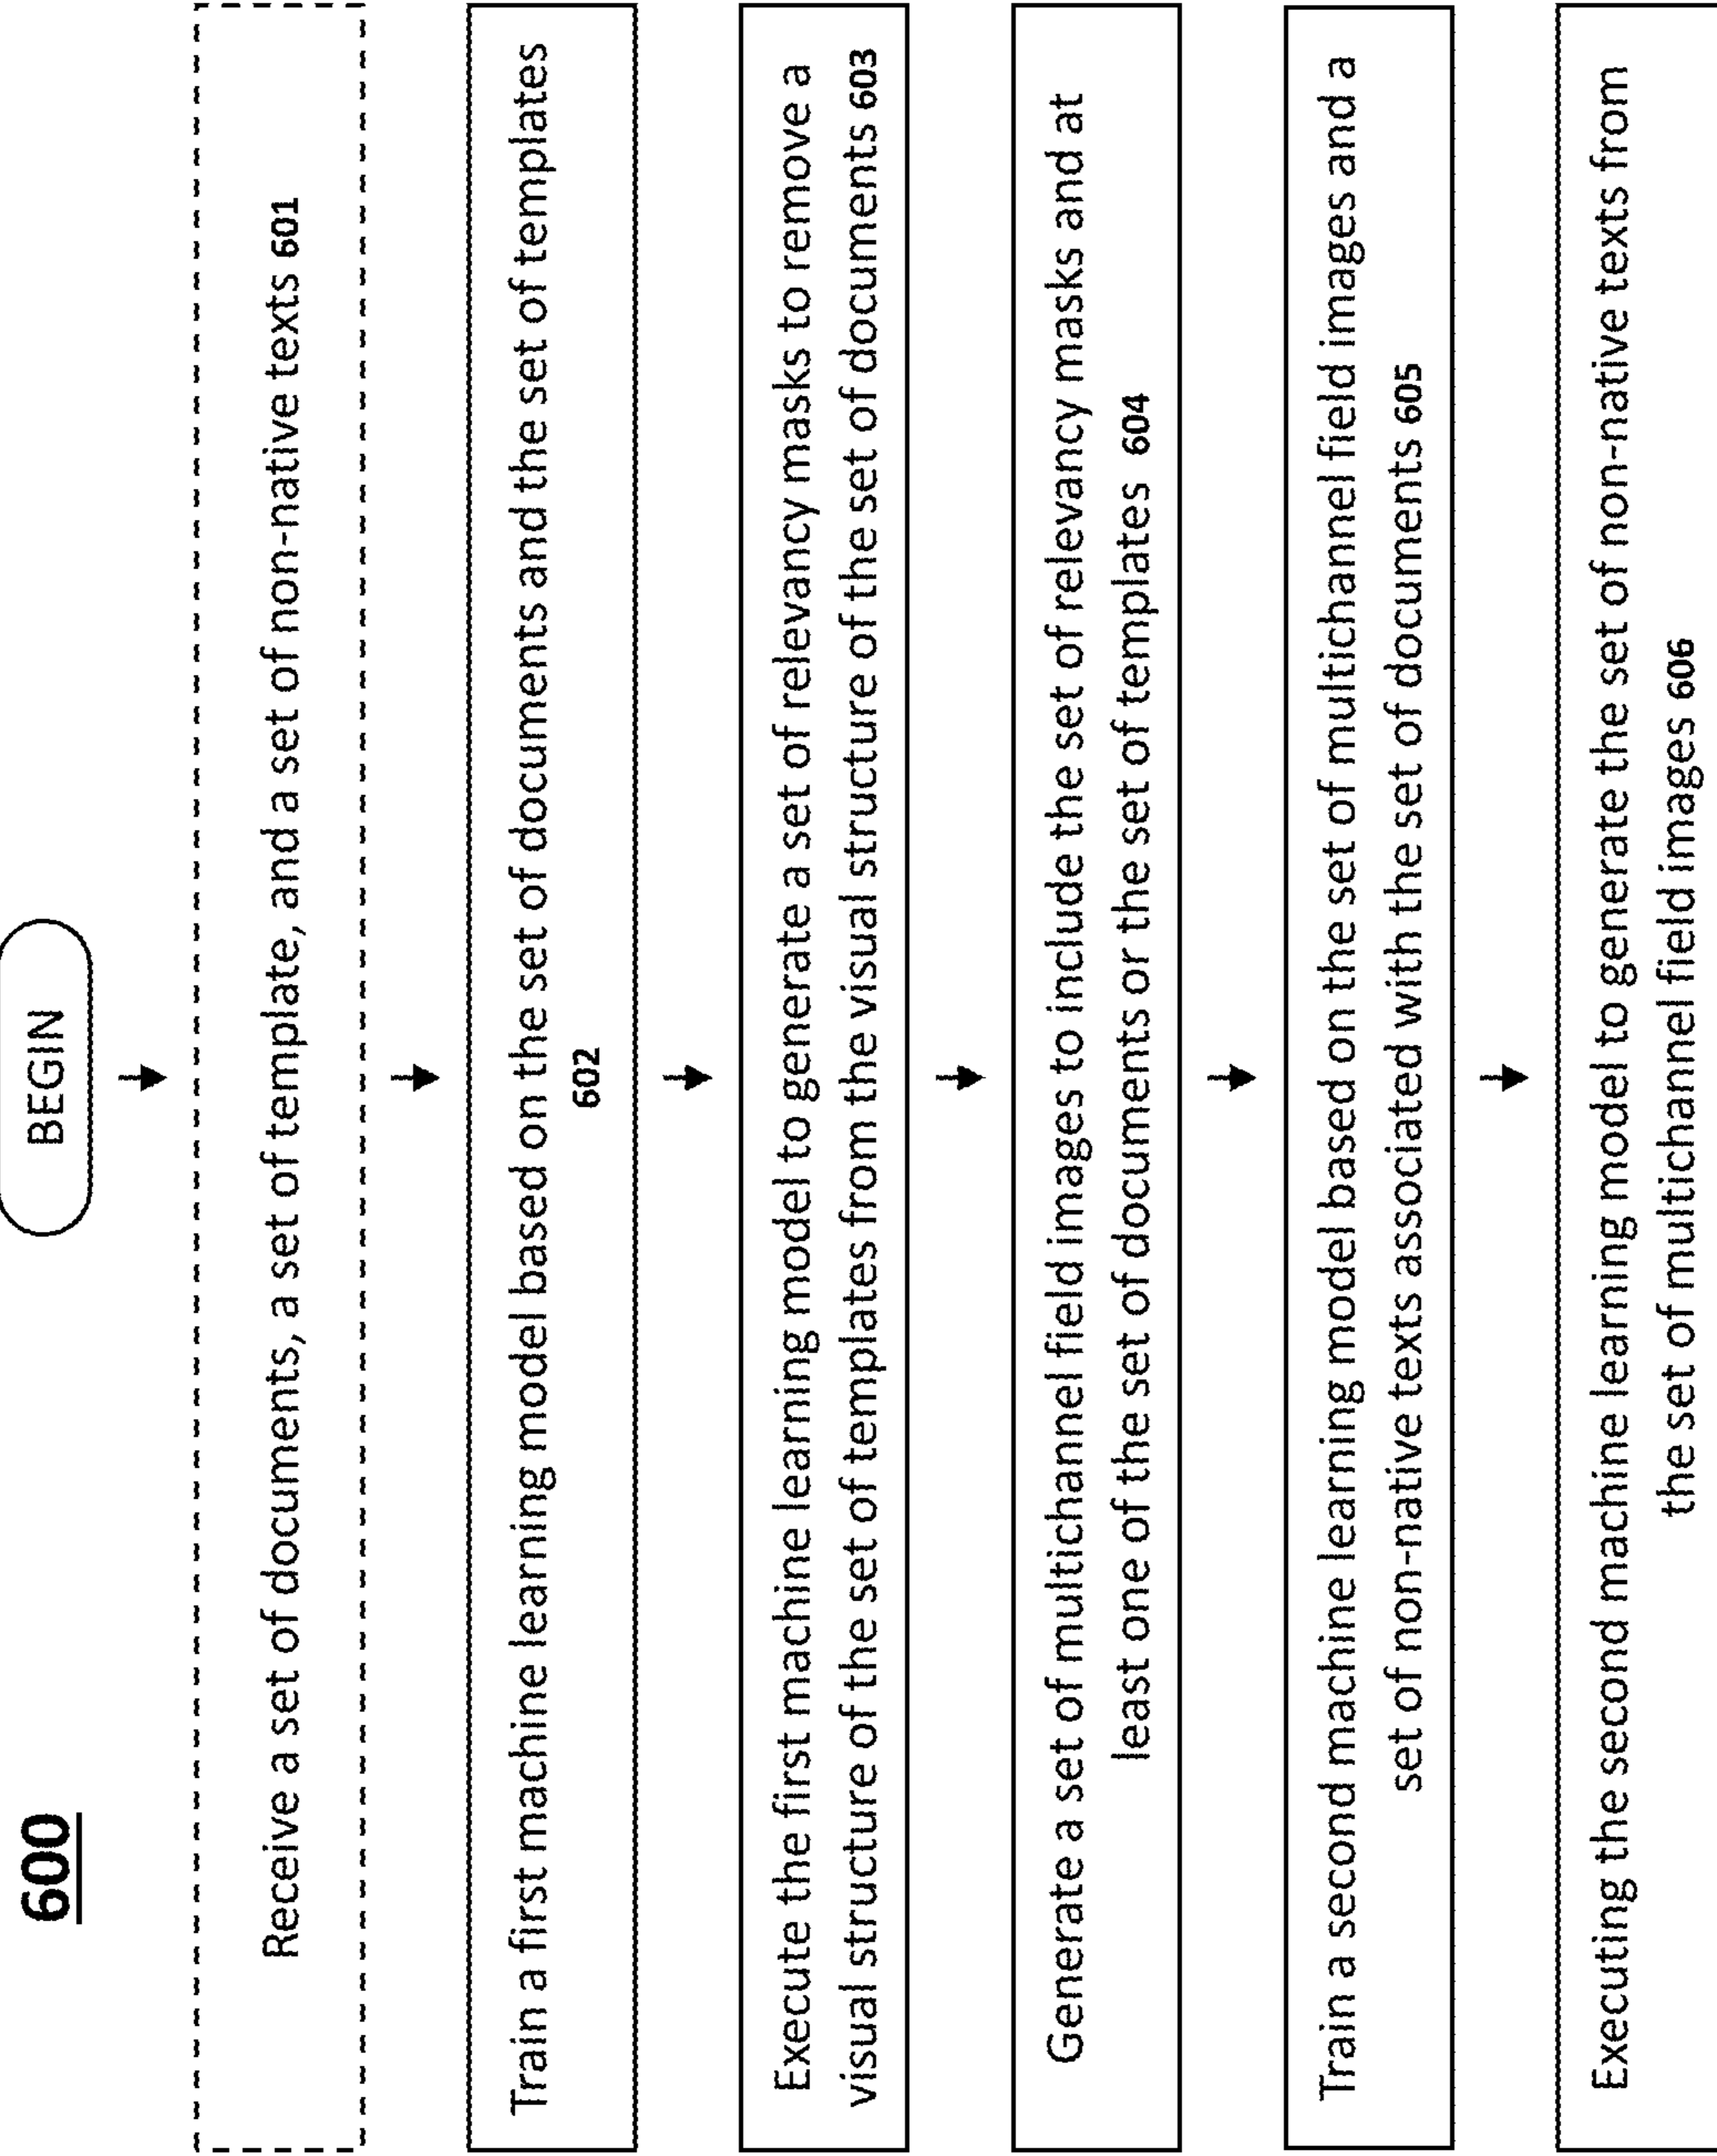 600
BEGIN
Receive a set of documents, a set of template, and a set of non-native texts 601
Train a first machine learning model based on the set of documents and the set of templates
602
Execute the first machine learning model to generate a set of relevancy masks to remove a
visual structure of the set of templates from the visual structure of the set of documents 603
Generate a set of multichannel field images to include the set of relevancy masks and at
least one of the set of documents or the set of templates 604
Train a second machine learning model based on the set of multichannel field images and a
set of non-native texts associated with the set of documents 605
Executing the second machine learning model to generate the set of non-native texts from
the set of multichannel field images 606